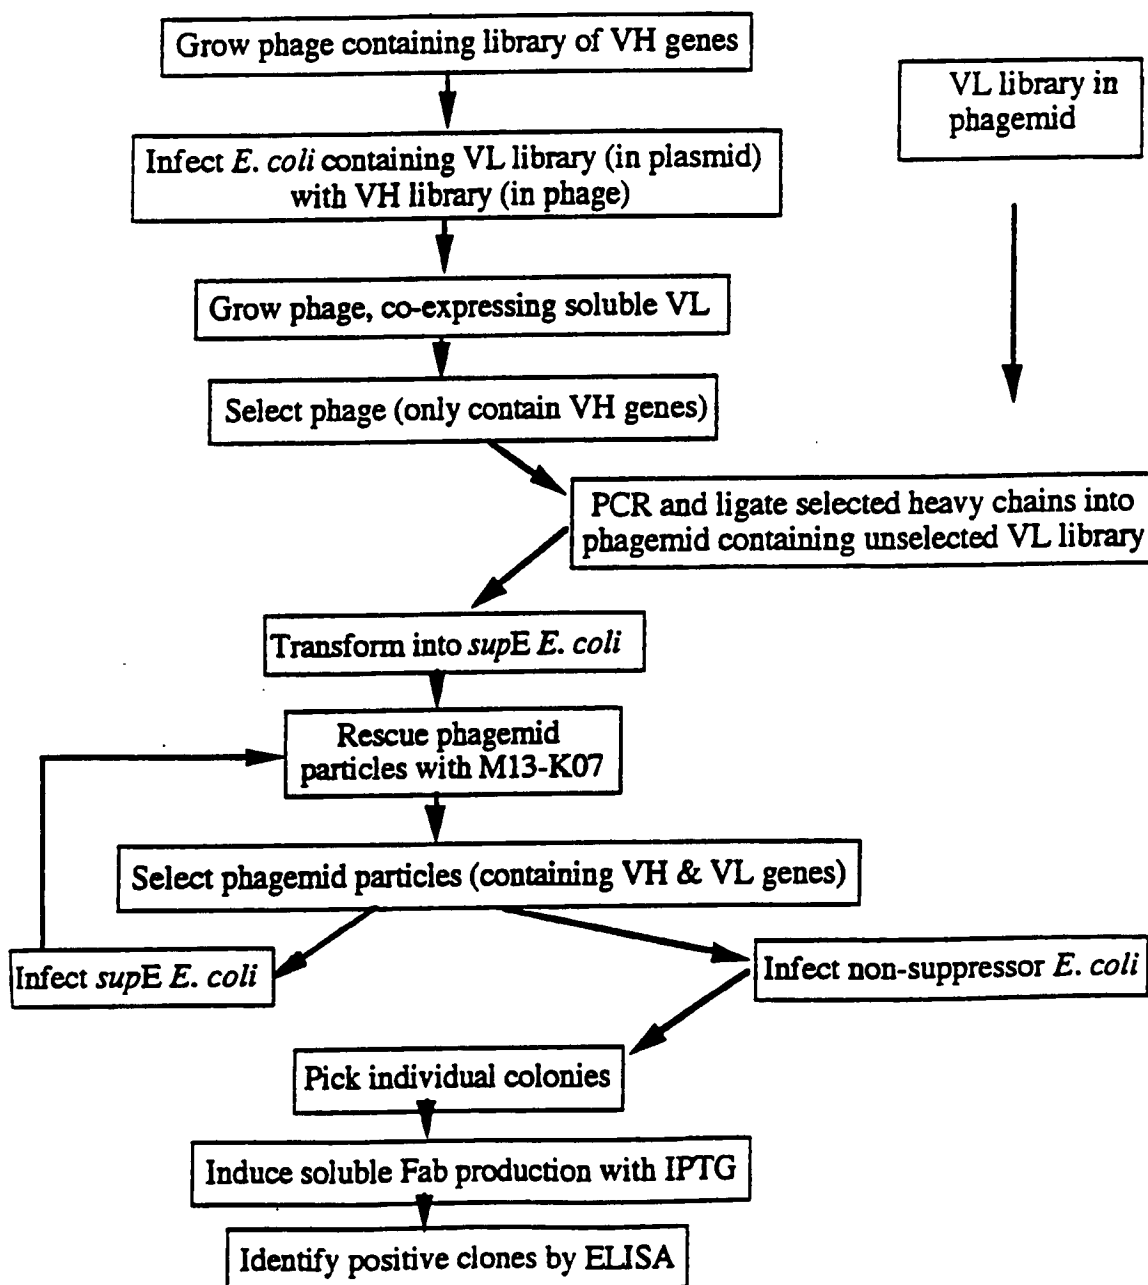 Grow phage containing library of VH genes
VL library in
phagemid
Infect E. coli containing VL library (in plasmid)
with VH library (in phage)
Grow phage, co-expressing soluble VL
Select phage (only contain VH genes)
PCR and ligate selected heavy chains into
phagemid containing unselected VL library
Transform into supE E. coli
Rescue phagemid
particles with M13-K07
Select phagemid particles (containing VH & VL genes)
Infect supE E. coli
Infect non-suppressor E. coli
Pick individual colonies
Induce soluble Fab production with IPTG
Identify positive clones by ELISA